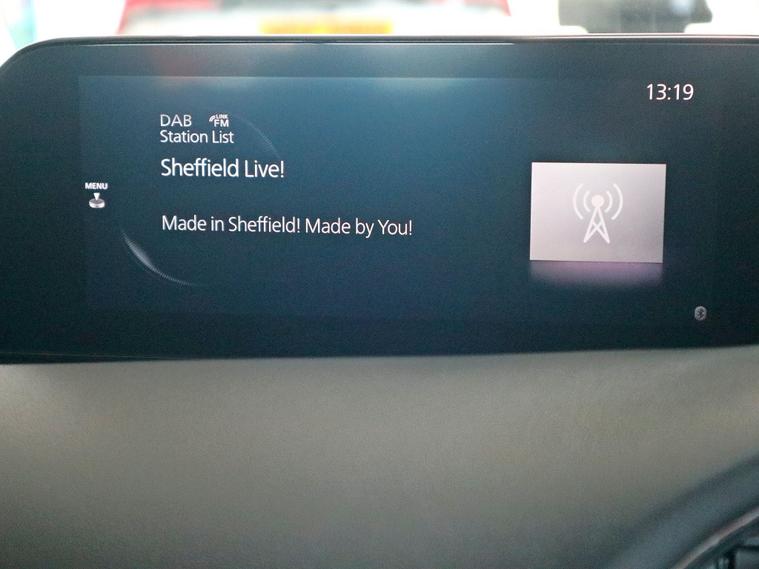 13:19
DAB LINK FM
Station List
Sheffield Live!
MENU
Made in Sheffield! Made by You!